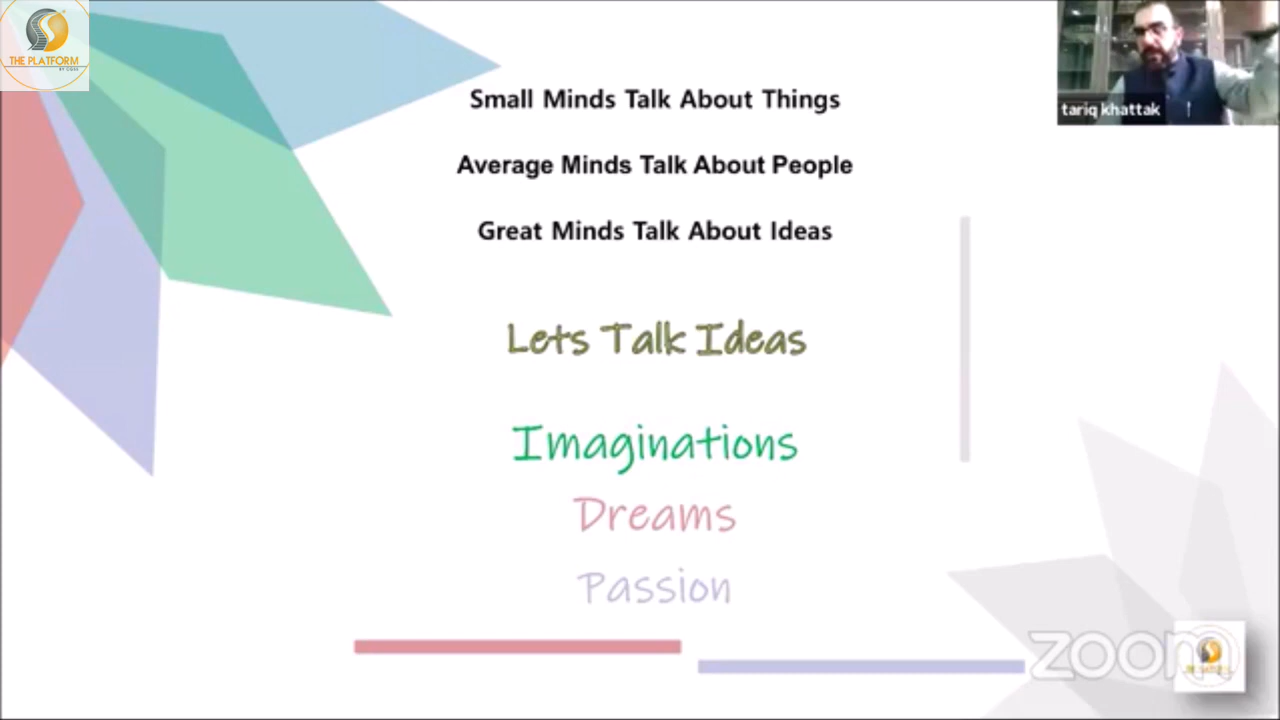 THE PLATFORM
tariq khattak
Small Minds Talk About Things
Average Minds Talk About People
Great Minds Talk About Ideas
Lets Talk Ideas
Imaginations
Dreams
Passion
zoom